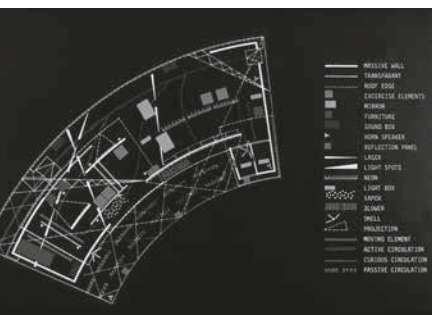 MASSIVE WALL
TRANSPARANT
ROOF EDGE
EXCERCISE ELEMENTS
MIRROR
FURNITURE
SOUND BOX
HORN SPEAKER
REFLECTION PANEL
LASER
LIGHT SPOTS
NEON
LIGHT BOX
VAPOR
BLOWER
SMELL
PROJECTION
MOVING ELEMENT
ACTIVE CIRCULATION
CURIOUS CIRCULATION
PASSIVE CIRCULATION